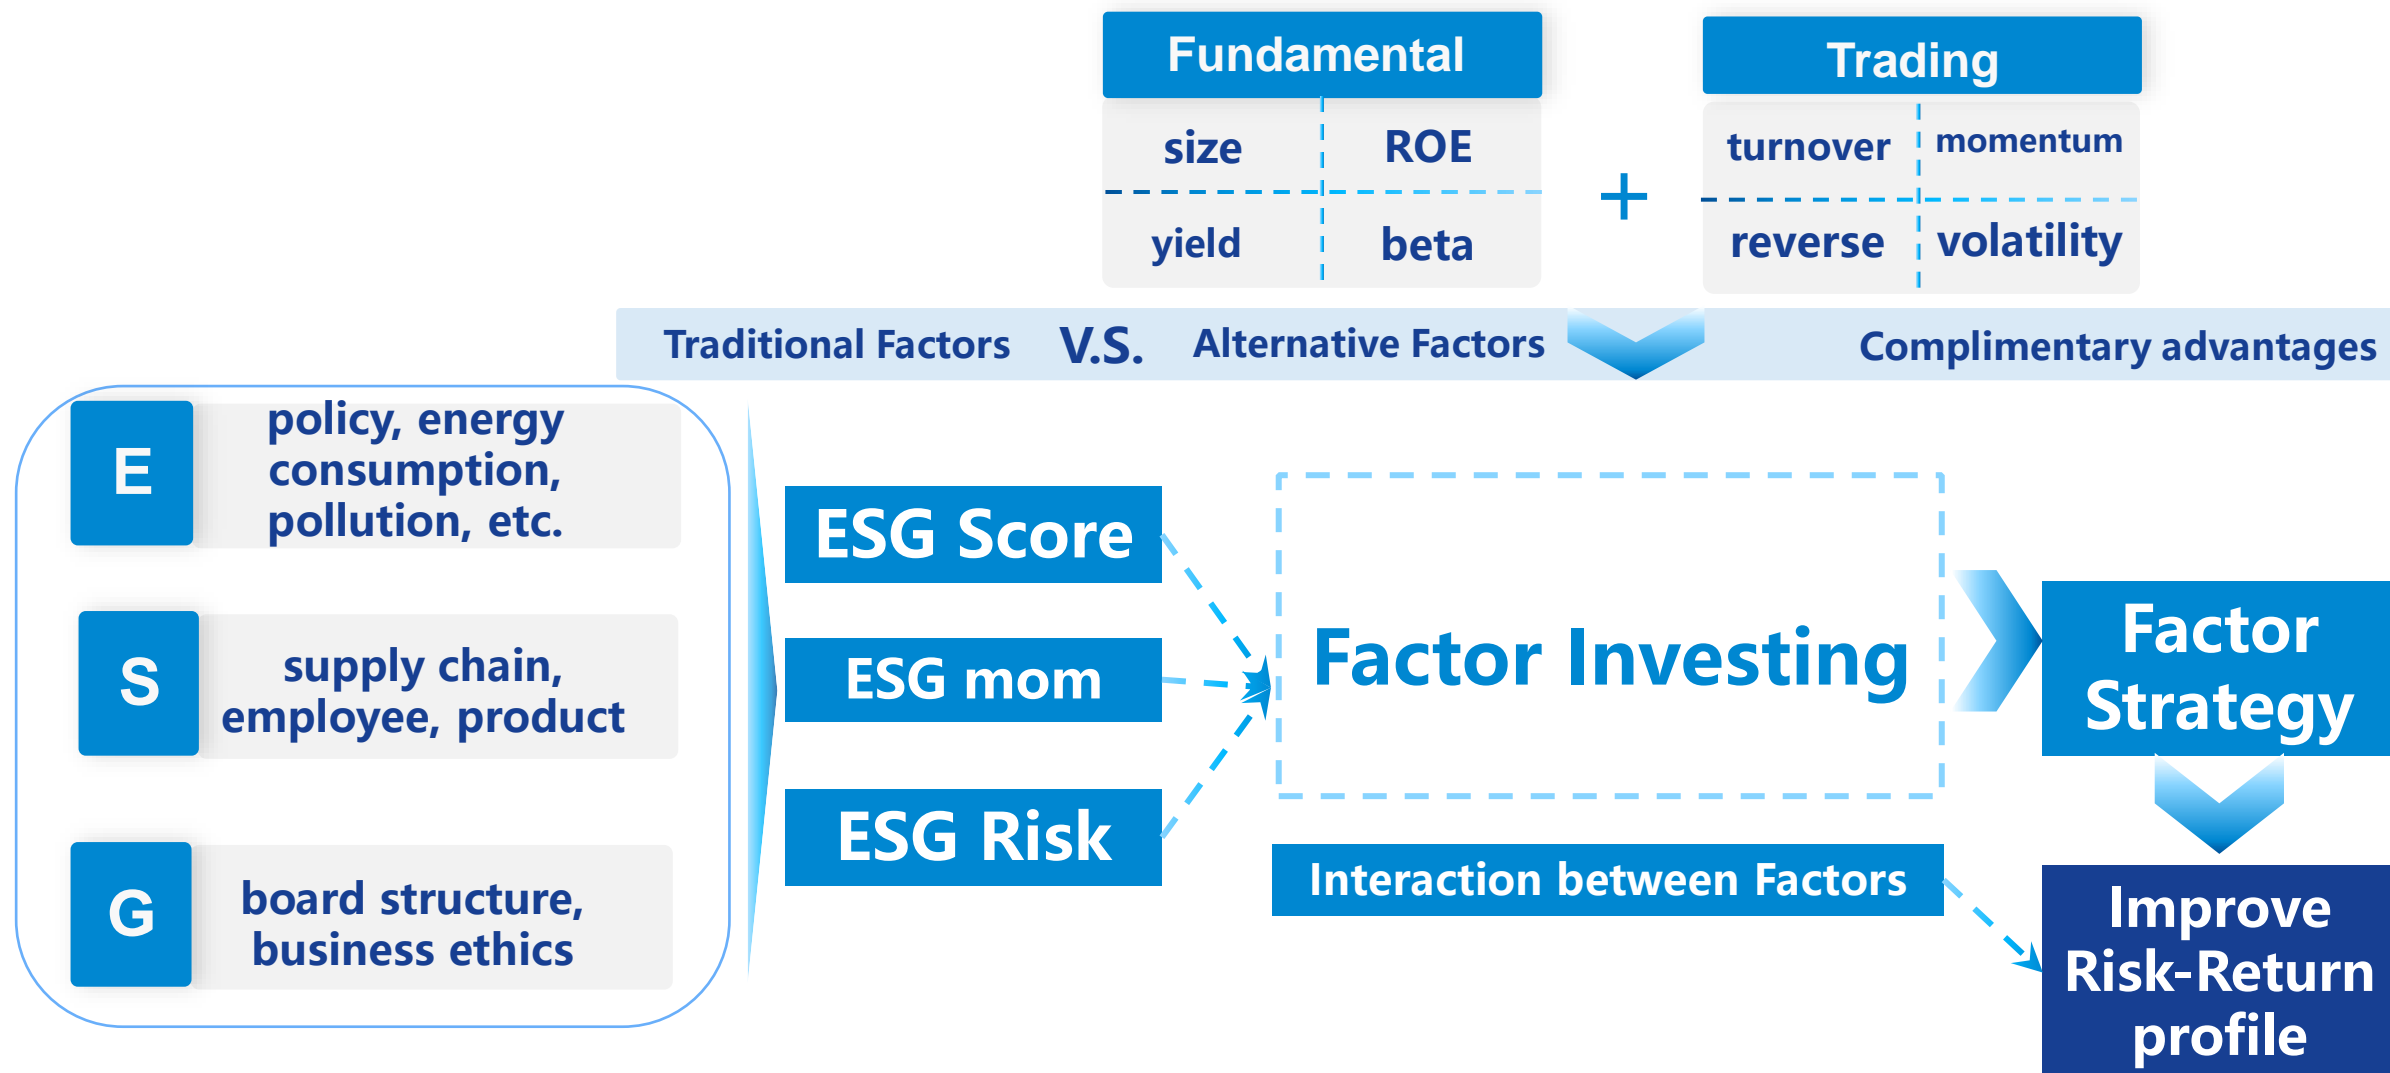 Fundamental
size
ROE
yield
beta
+
Trading
turnover
momentum
reverse
volatility
Traditional Factors
V.S.
Alternative Factors
Complimentary advantages
E
policy, energy
consumption,
pollution, etc.
S
supply chain,
employee, product
G
board structure,
business ethics
ESG Score
ESG mom
ESG Risk
Factor Investing
Interaction between Factors
Factor
Strategy
Improve
Risk-Return
profile